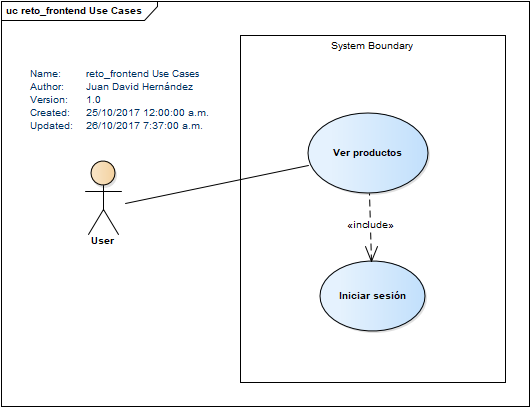 uc reto_frontend Use Cases
System Boundary
Name: reto_frontend Use Cases
Author: Juan David Hernández
Version: 1.0
Created: 25/10/2017 12:00:00 a.m.
Updated: 26/10/2017 7:37:00 a.m.
Ver productos
User
«include»
Iniciar sesión